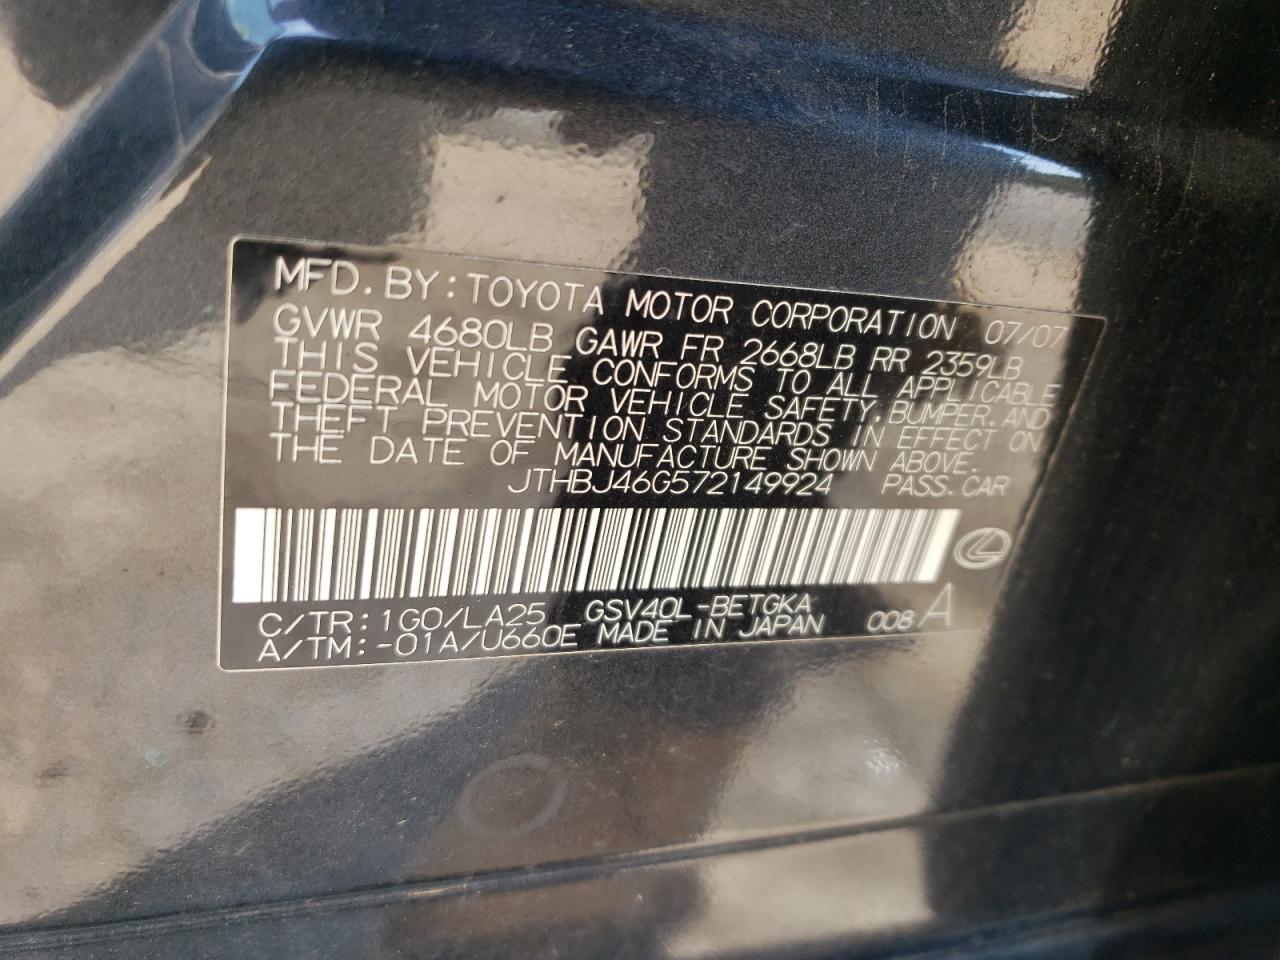 MFD. BY: TOYOTA MOTOR CORPORATION 07/07
GVWR 4680LB GAWR FR 2668LB RR 2359LB
THIS VEHICLE CONFORMS TO ALL APPLICABLE
FEDERAL MOTOR VEHICLE SAFETY, BUMPER, AND
THEFT PREVENTION STANDARDS IN EFFECT ON
THE DATE OF MANUFACTURE SHOWN ABOVE.
JTHBJ46G572149924 PASS. CAR
C/TR: 1G0/LA25 GSV40L-BETGKA
A/TM: -01A/U660E MADE IN JAPAN 008 A